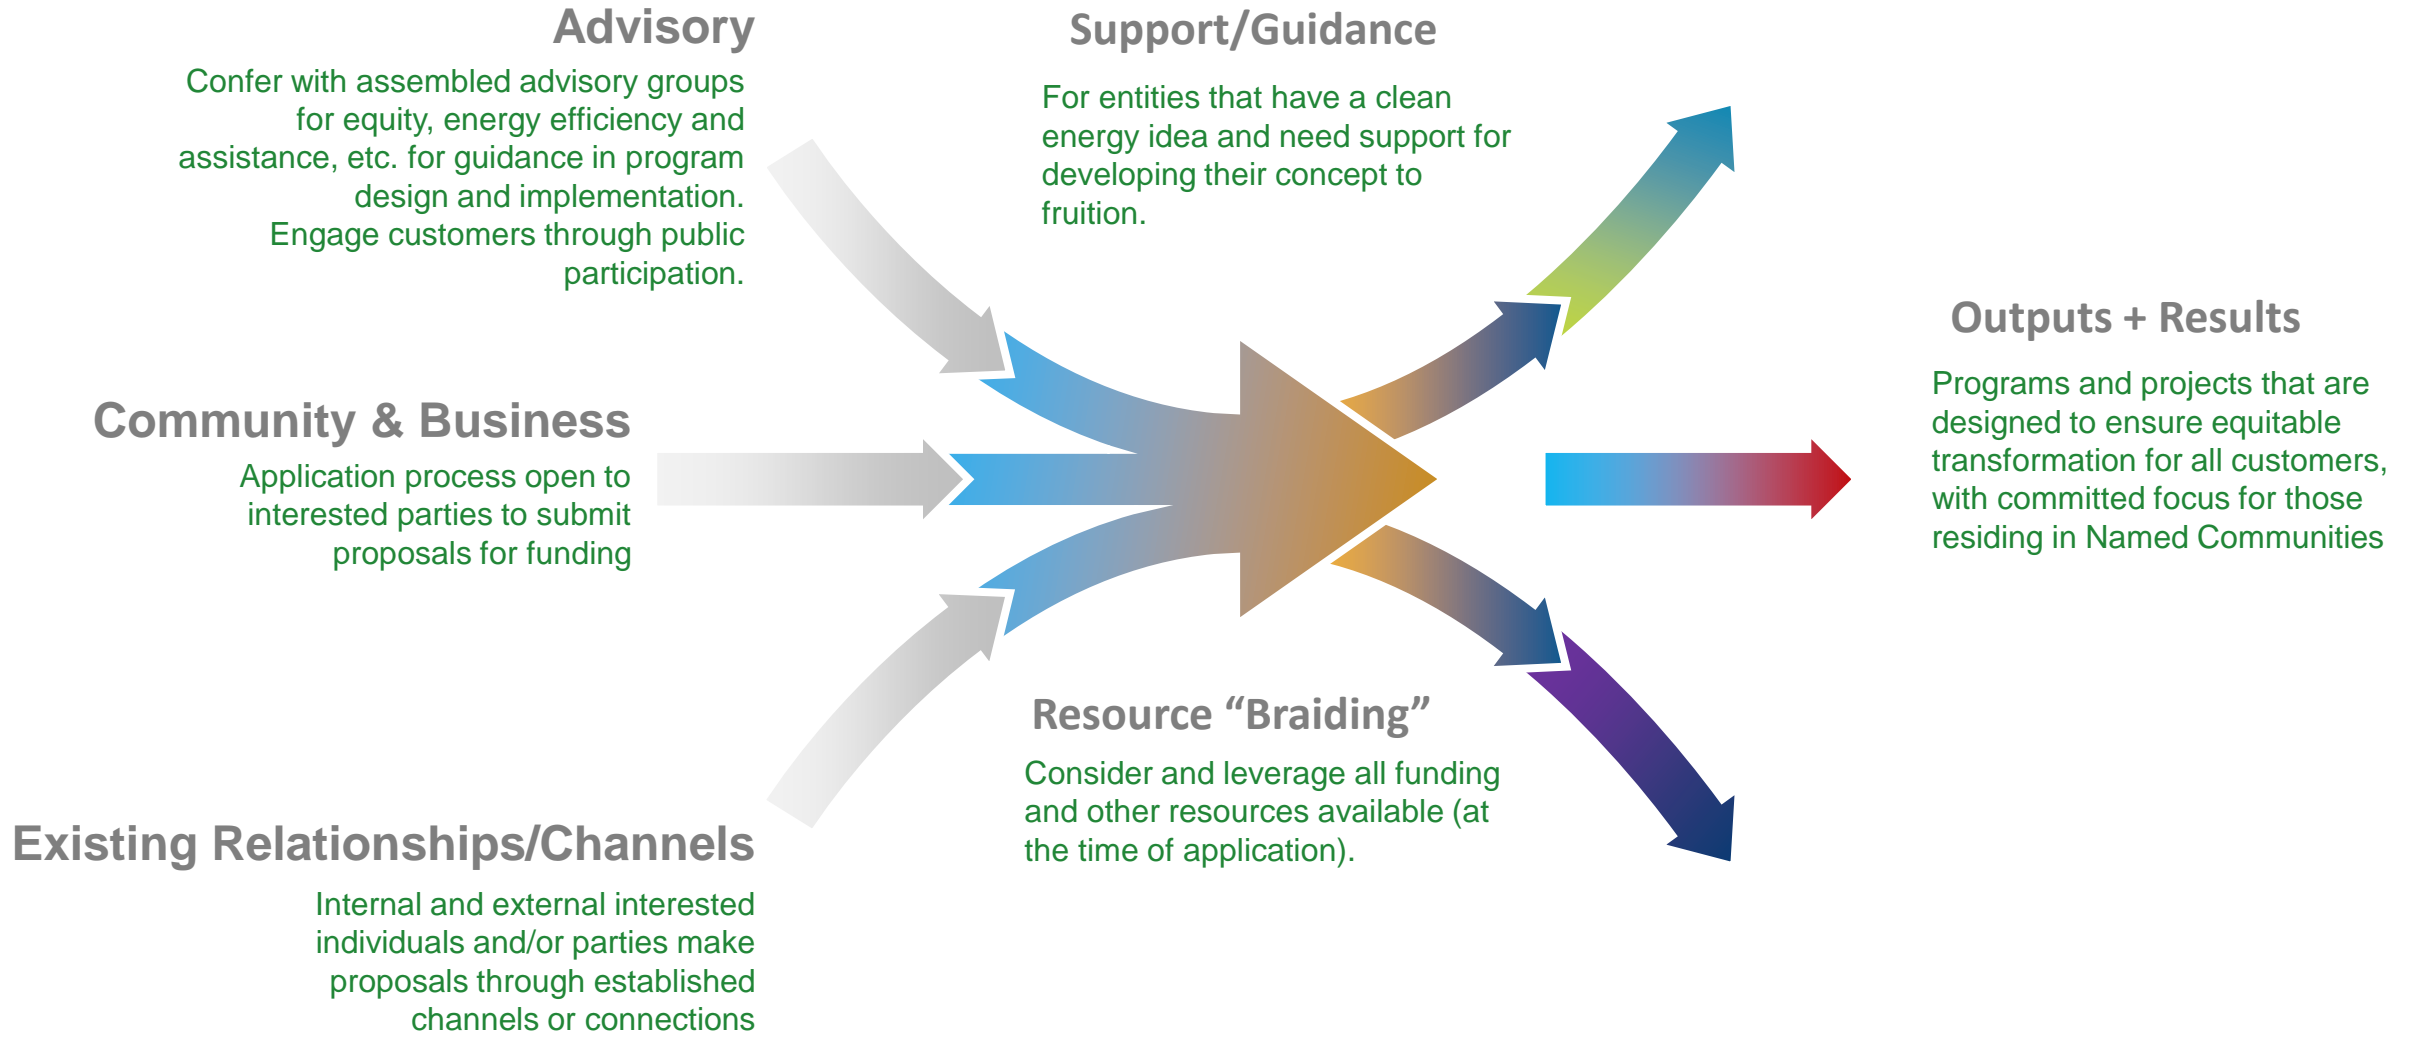 Advisory
Confer with assembled advisory groups
for equity, energy efficiency and
assistance, etc. for guidance in program
design and implementation.
Engage customers through public
participation.
Community & Business
Application process open to
interested parties to submit
proposals for funding
Existing Relationships/Channels
Internal and external interested
individuals and/or parties make
proposals through established
channels or connections
Support/Guidance
For entities that have a clean
energy idea and need support for
developing their concept to
fruition.
Resource “Braiding”
Consider and leverage all funding
and other resources available (at
the time of application).
Outputs + Results
Programs and projects that are
designed to ensure equitable
transformation for all customers,
with committed focus for those
residing in Named Communities